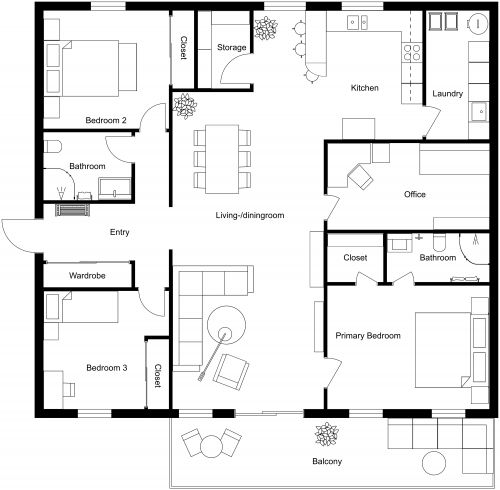 Closet
Storage
Kitchen
Laundry
Bedroom 2
Bathroom
Office
Living-/diningroom
Entry
Closet
Bathroom
Wardrobe
Primary Bedroom
Bedroom 3
Closet
Balcony